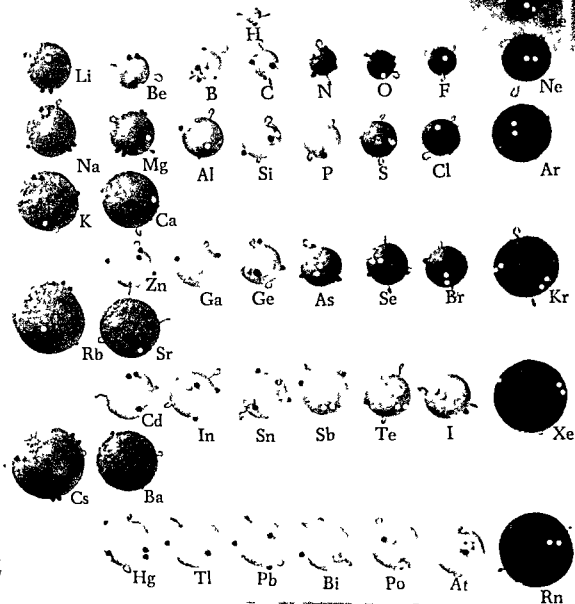 H
Li Be B C N O F Ne
Na Mg Al Si P S Cl Ar
K Ca
Zn Ga Ge As Se Br Kr
Rb Sr
Cd In Sn Sb Te I Xe
Cs Ba
Hg Tl Pb Bi Po At Rn